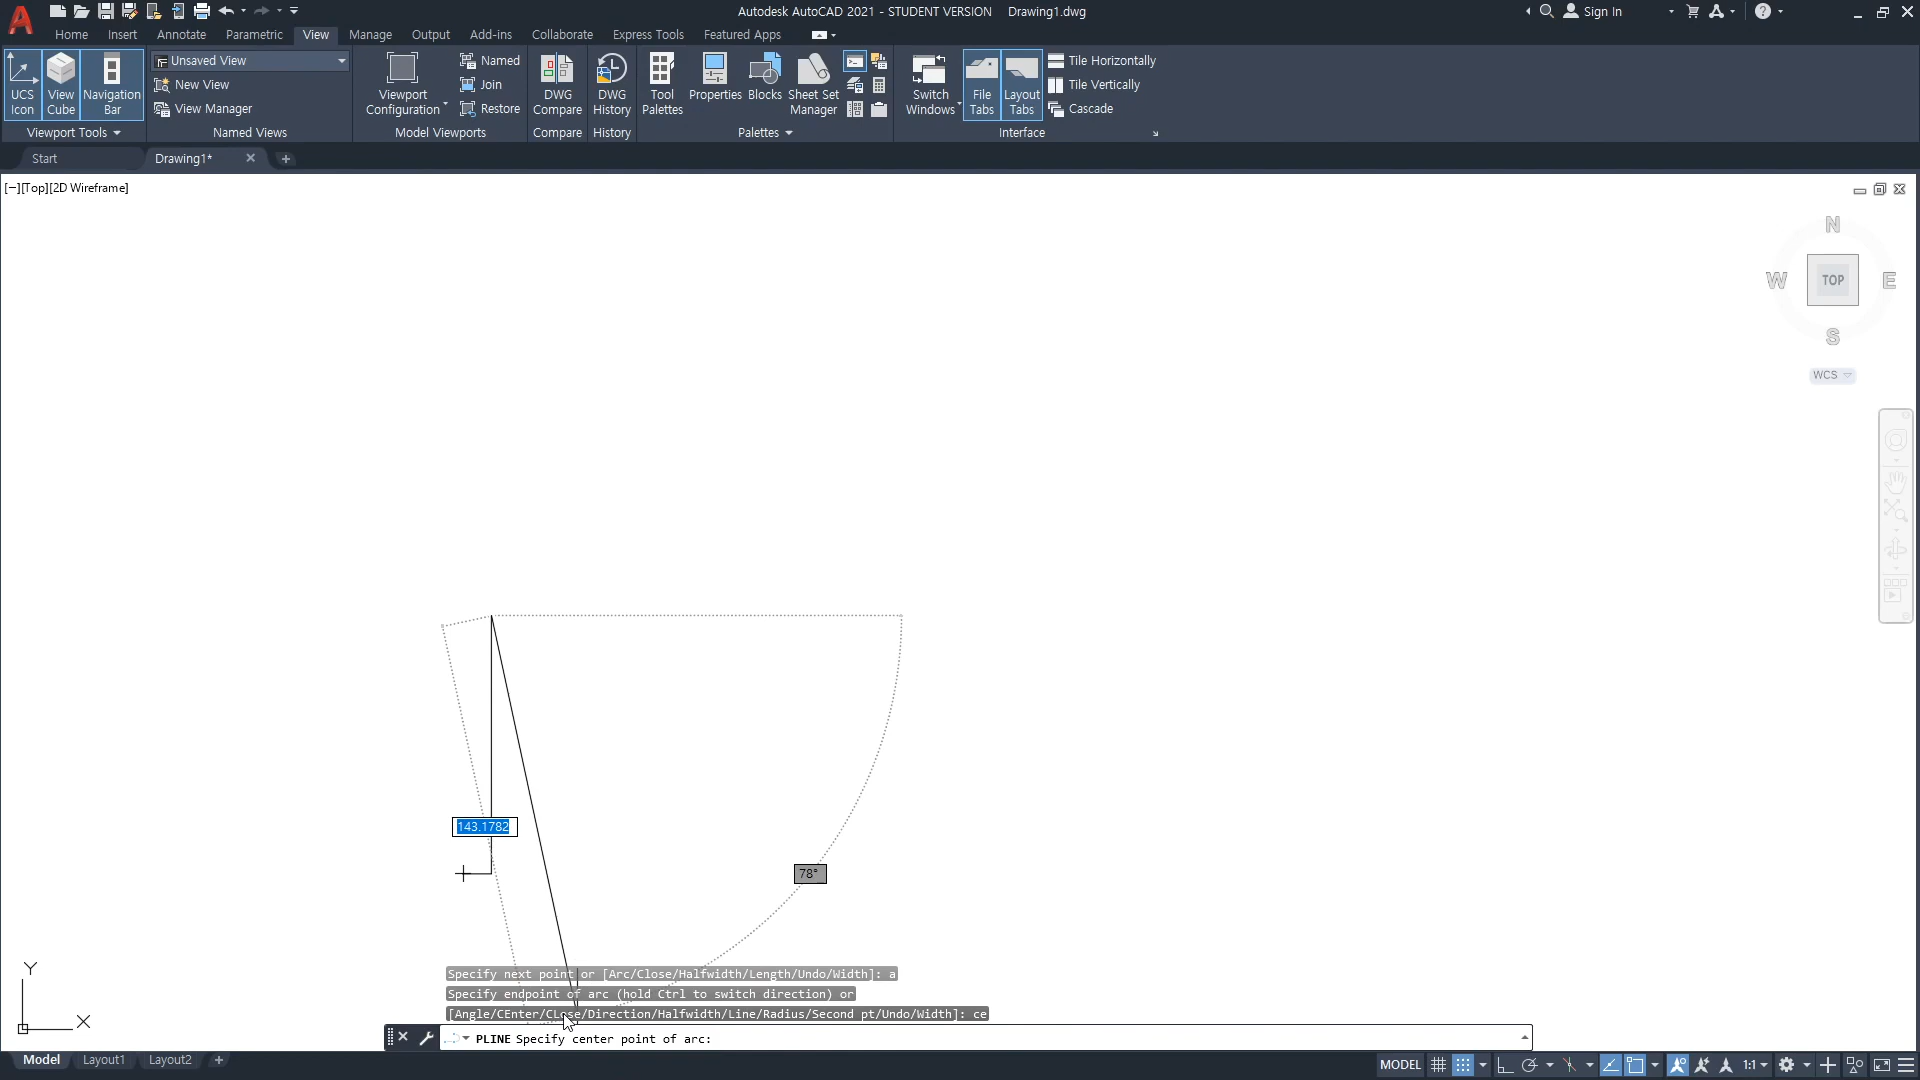 Autodesk AutoCAD 2021 - STUDENT VERSION Drawing1.dwg
Sign In
Home Insert Annotate Parametric View Manage Output Add-ins Collaborate Express Tools Featured Apps
UCS Icon
View Cube
Navigation Bar
Viewport Tools
Unsaved View
New View
View Manager
Named Views
Viewport Configuration
Named
Join
Restore
Model Viewports
DWG Compare
Compare
DWG History
History
Tool Palettes
Properties
Blocks
Sheet Set Manager
Palettes
Switch Windows
File Tabs
Layout Tabs
Tile Horizontally
Tile Vertically
Cascade
Interface
Start
Drawing1*
[−][Top][2D Wireframe]
N
W
TOP
E
S
WCS
143.1782
78°
Y
X
Specify next point or [Arc/Close/Halfwidth/Length/Undo/Width]: a
Specify endpoint of arc (hold Ctrl to switch direction) or
[Angle/CEnter/CLose/Direction/Halfwidth/Line/Radius/Second pt/Undo/Width]: ce
PLINE Specify center point of arc:
Model Layout1 Layout2 +
MODEL
1:1